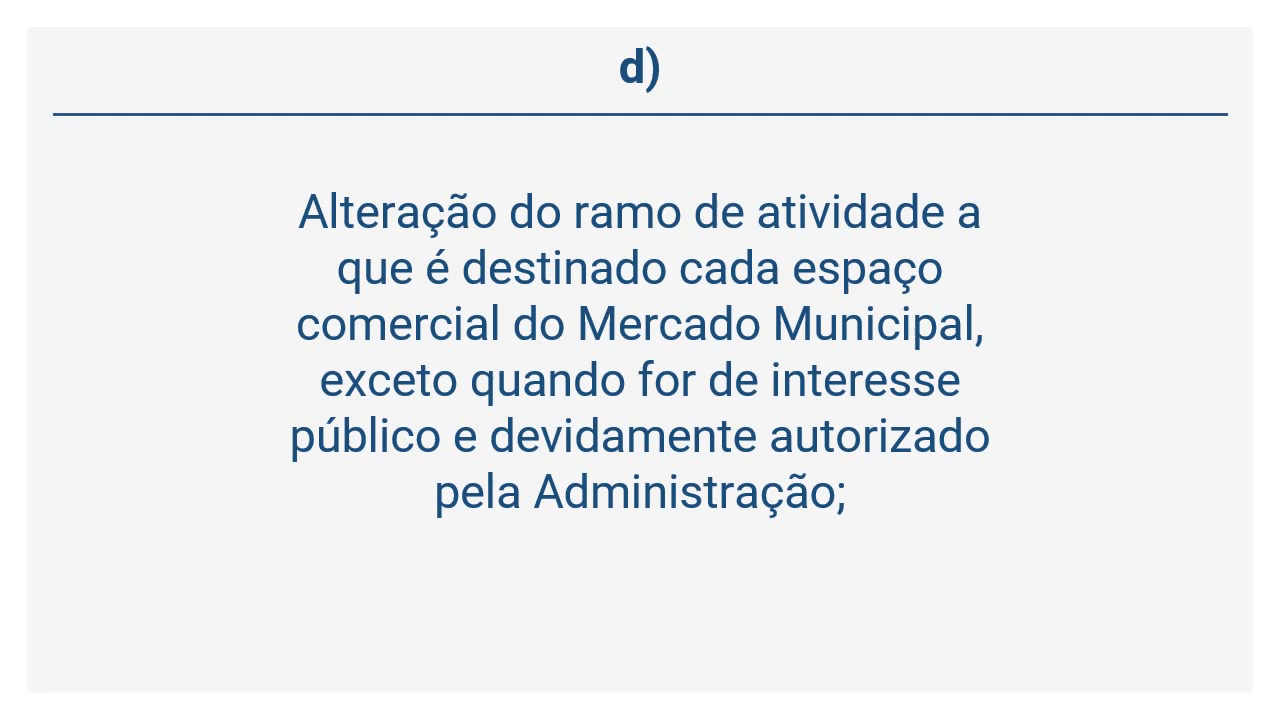 d)
Alteração do ramo de atividade a
que é destinado cada espaço
comercial do Mercado Municipal,
exceto quando for de interesse
público e devidamente autorizado
pela Administração;